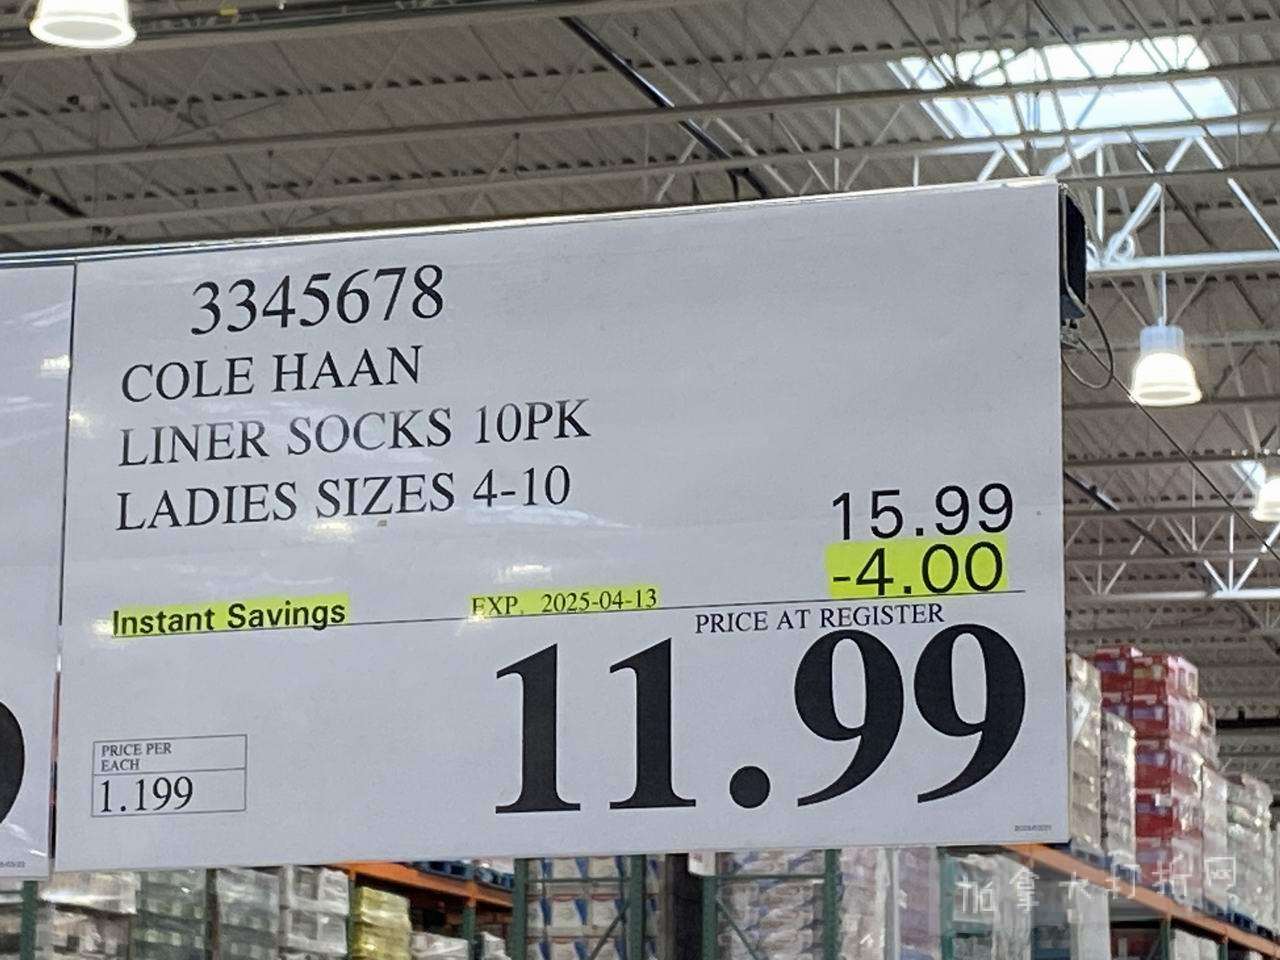 3345678
COLE HAAN
LINER SOCKS 10PK
LADIES SIZES 4-10
15.99
-4.00
Instant Savings
EXP. 2025-04-13
PRICE AT REGISTER
11.99
PRICE PER
EACH
1.199
加拿大打折网